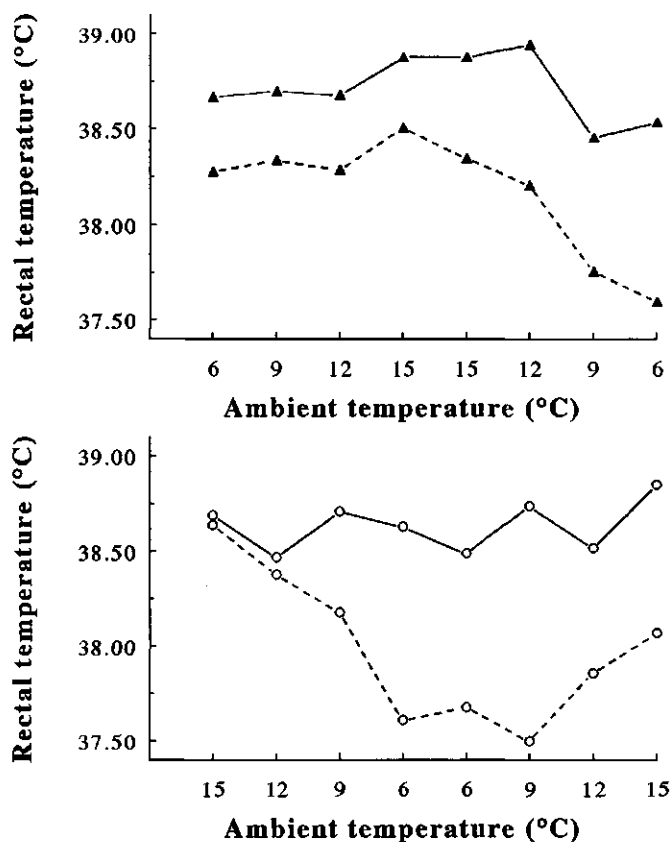 Rectal temperature (°C)
39.00
38.50
38.00
37.50
6 9 12 15 15 12 9 6
Ambient temperature (°C)
Rectal temperature (°C)
39.00
38.50
38.00
37.50
15 12 9 6 6 9 12 15
Ambient temperature (°C)